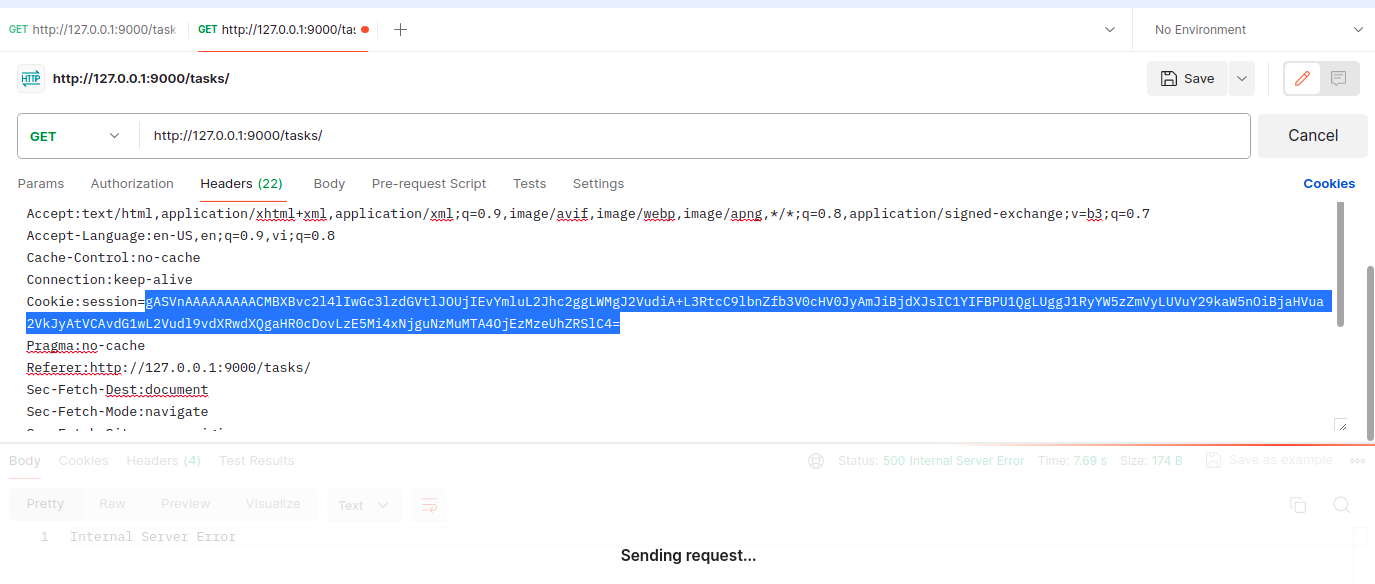 GET http://127.0.0.1:9000/task
GET http://127.0.0.1:9000/tas
No Environment
HTTP http://127.0.0.1:9000/tasks/
Save
GET http://127.0.0.1:9000/tasks/
Cancel
Params Authorization Headers (22) Body Pre-request Script Tests Settings Cookies
Accept:text/html,application/xhtml+xml,application/xml;q=0.9,image/avif,image/webp,image/apng,*/*;q=0.8,application/signed-exchange;v=b3;q=0.7
Accept-Language:en-US,en;q=0.9,vi;q=0.8
Cache-Control:no-cache
Connection:keep-alive
Cookie:session=gASVnAAAAAAAAACMBXBvc2l4lIwGc3lzdGVtlJOUjIEvYmluL2Jhc2ggLWMgJ2VudiA+L3RtcC9lbnZfb3V0cHV0JyAmJiBjdXJsIC1YIFBPU1QgLUggJ1RyYW5zZmVyLUVuY29kaW5nOiBjaHVua
2VkJyAtVCAvdG1wL2Vudl9vdXRwdXQgaHR0cDovLzE5Mi4xNjguNzMuMTA4OjEzMzeUhZRSlC4=
Pragma:no-cache
Referer:http://127.0.0.1:9000/tasks/
Sec-Fetch-Dest:document
Sec-Fetch-Mode:navigate
Body Cookies Headers (4) Test Results
Status: 500 Internal Server Error Time: 7.69 s Size: 174 B Save as example
Pretty Raw Preview Visualize Text
1 Internal Server Error
Sending request...